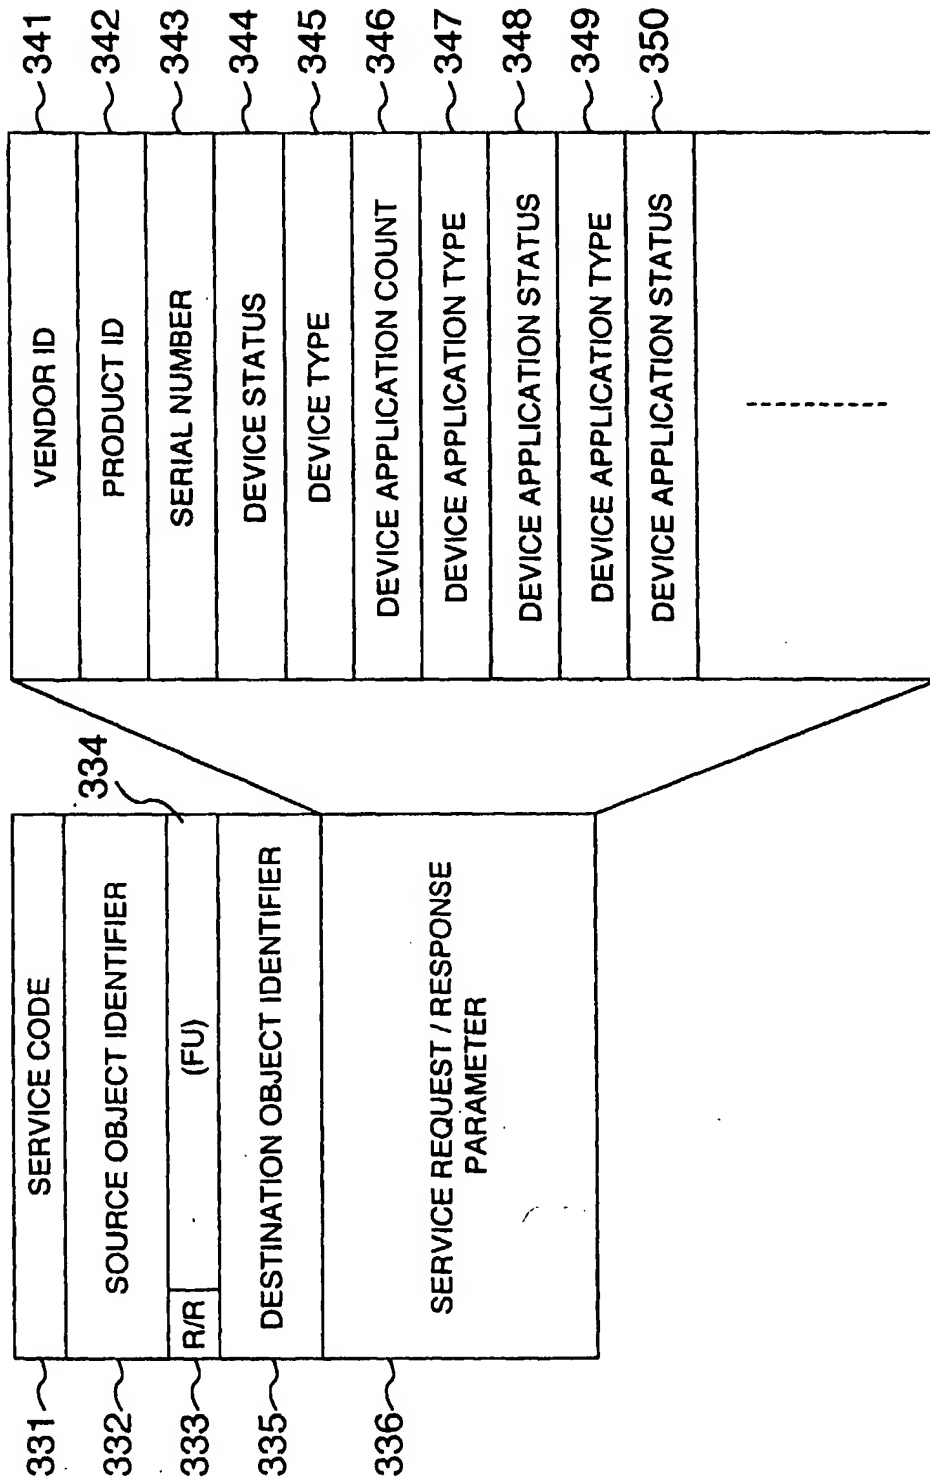 SERVICE CODE
SOURCE OBJECT IDENTIFIER
R/R
(FU)
DESTINATION OBJECT IDENTIFIER
SERVICE REQUEST / RESPONSE
PARAMETER
331
332
333
334
335
336
VENDOR ID
341
PRODUCT ID
342
SERIAL NUMBER
343
DEVICE STATUS
344
DEVICE TYPE
345
DEVICE APPLICATION COUNT
346
DEVICE APPLICATION TYPE
347
DEVICE APPLICATION STATUS
348
DEVICE APPLICATION TYPE
349
DEVICE APPLICATION STATUS
350